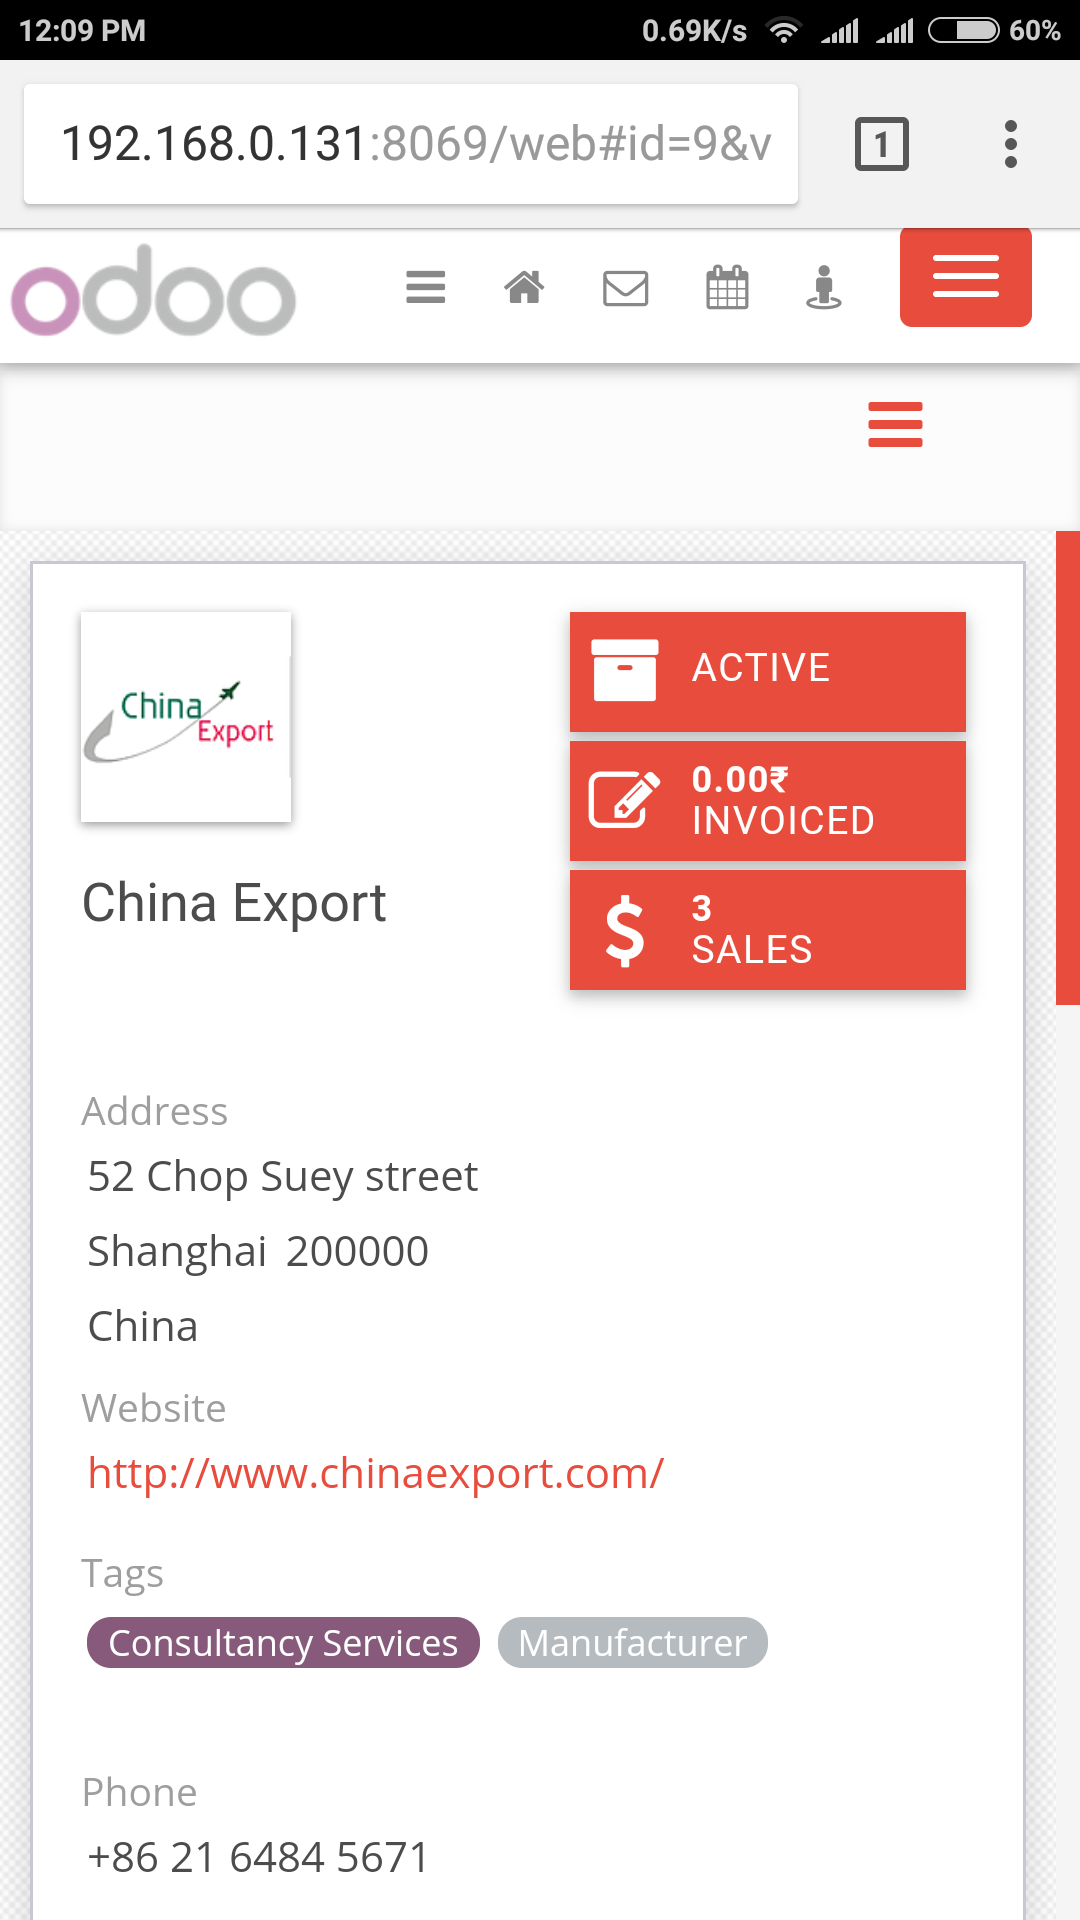 12:09 PM 0.69K/s 60%
192.168.0.131:8069/web#id=9&v 1
odoo
China
Export
ACTIVE
0.00₹
INVOICED
3
SALES
China Export
Address
52 Chop Suey street
Shanghai 200000
China
Website
http://www.chinaexport.com/
Tags
Consultancy Services Manufacturer
Phone
+86 21 6484 5671